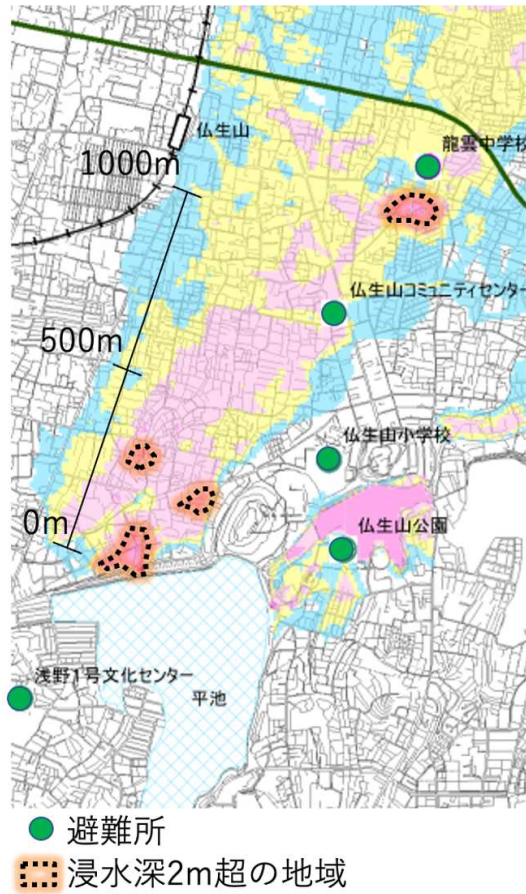 仏生山
龍雲中学校
1000m
仏生山コミュニティセンター
500m
仏生山小学校
0m
仏生山公園
浅野1号文化センター
平池
避難所
浸水深2m超の地域